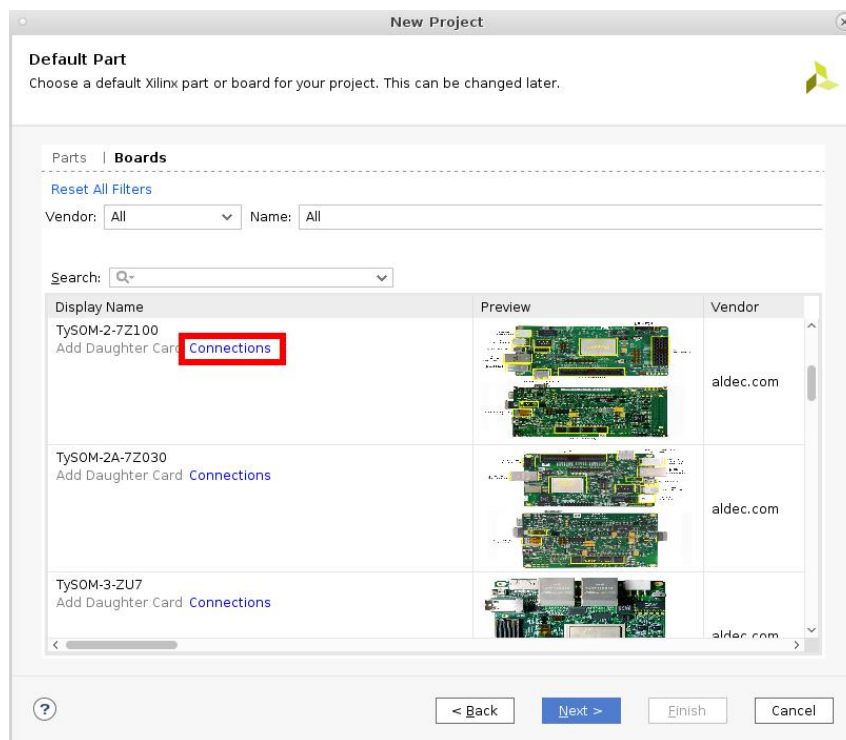 New Project
Default Part
Choose a default Xilinx part or board for your project. This can be changed later.
Parts | Boards
Reset All Filters
Vendor: All Name: All
Search:
Display Name Preview Vendor
TySOM-2-7Z100
Add Daughter Card Connections
aldec.com
TySOM-2A-7Z030
Add Daughter Card Connections
aldec.com
TySOM-3-ZU7
Add Daughter Card Connections
aldec.com
? < Back Next > Finish Cancel